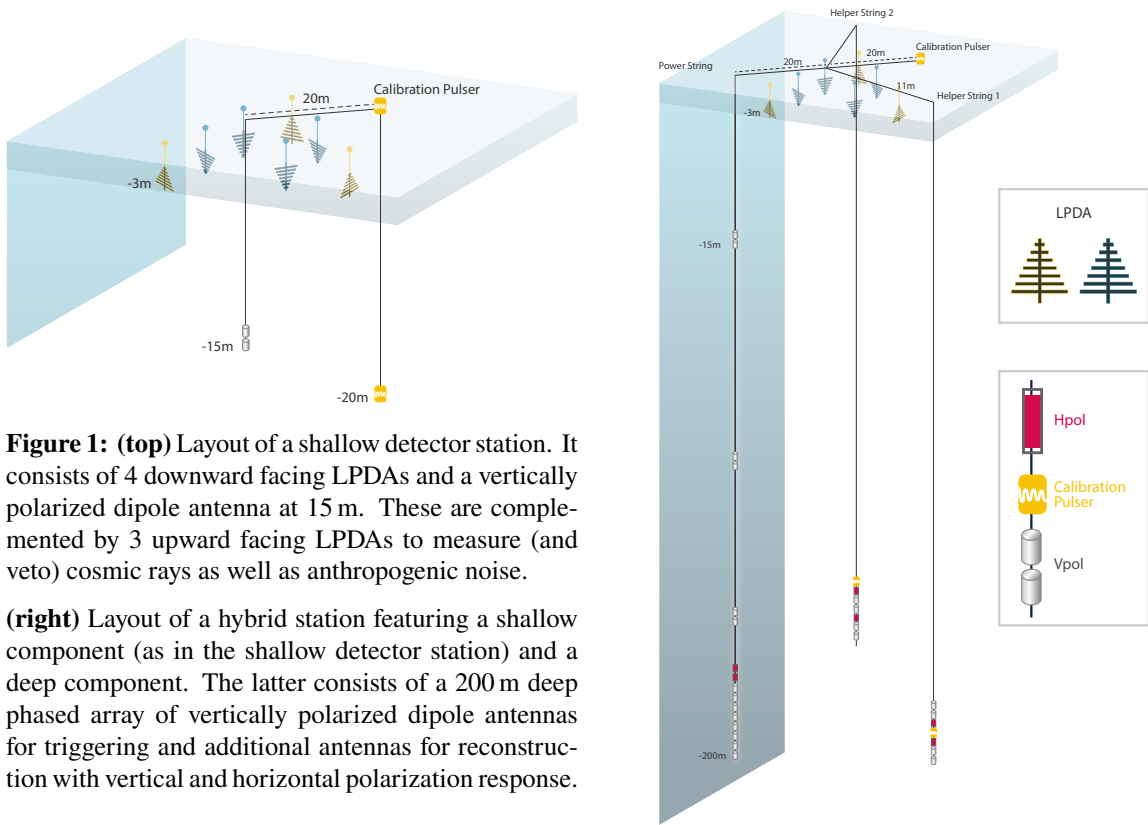 20m
Calibration Pulser
-3m
-15m
-20m
Figure 1: (top) Layout of a shallow detector station. It
consists of 4 downward facing LPDAs and a vertically
polarized dipole antenna at 15 m. These are comple-
mented by 3 upward facing LPDAs to measure (and
veto) cosmic rays as well as anthropogenic noise.
(right) Layout of a hybrid station featuring a shallow
component (as in the shallow detector station) and a
deep component. The latter consists of a 200 m deep
phased array of vertically polarized dipole antennas
for triggering and additional antennas for reconstruc-
tion with vertical and horizontal polarization response.
Helper String 2
Calibration Pulser
20m
20m
Power String
11m
Helper String 1
-3m
-15m
-200m
LPDA
Hpol
Calibration
Pulser
Vpol